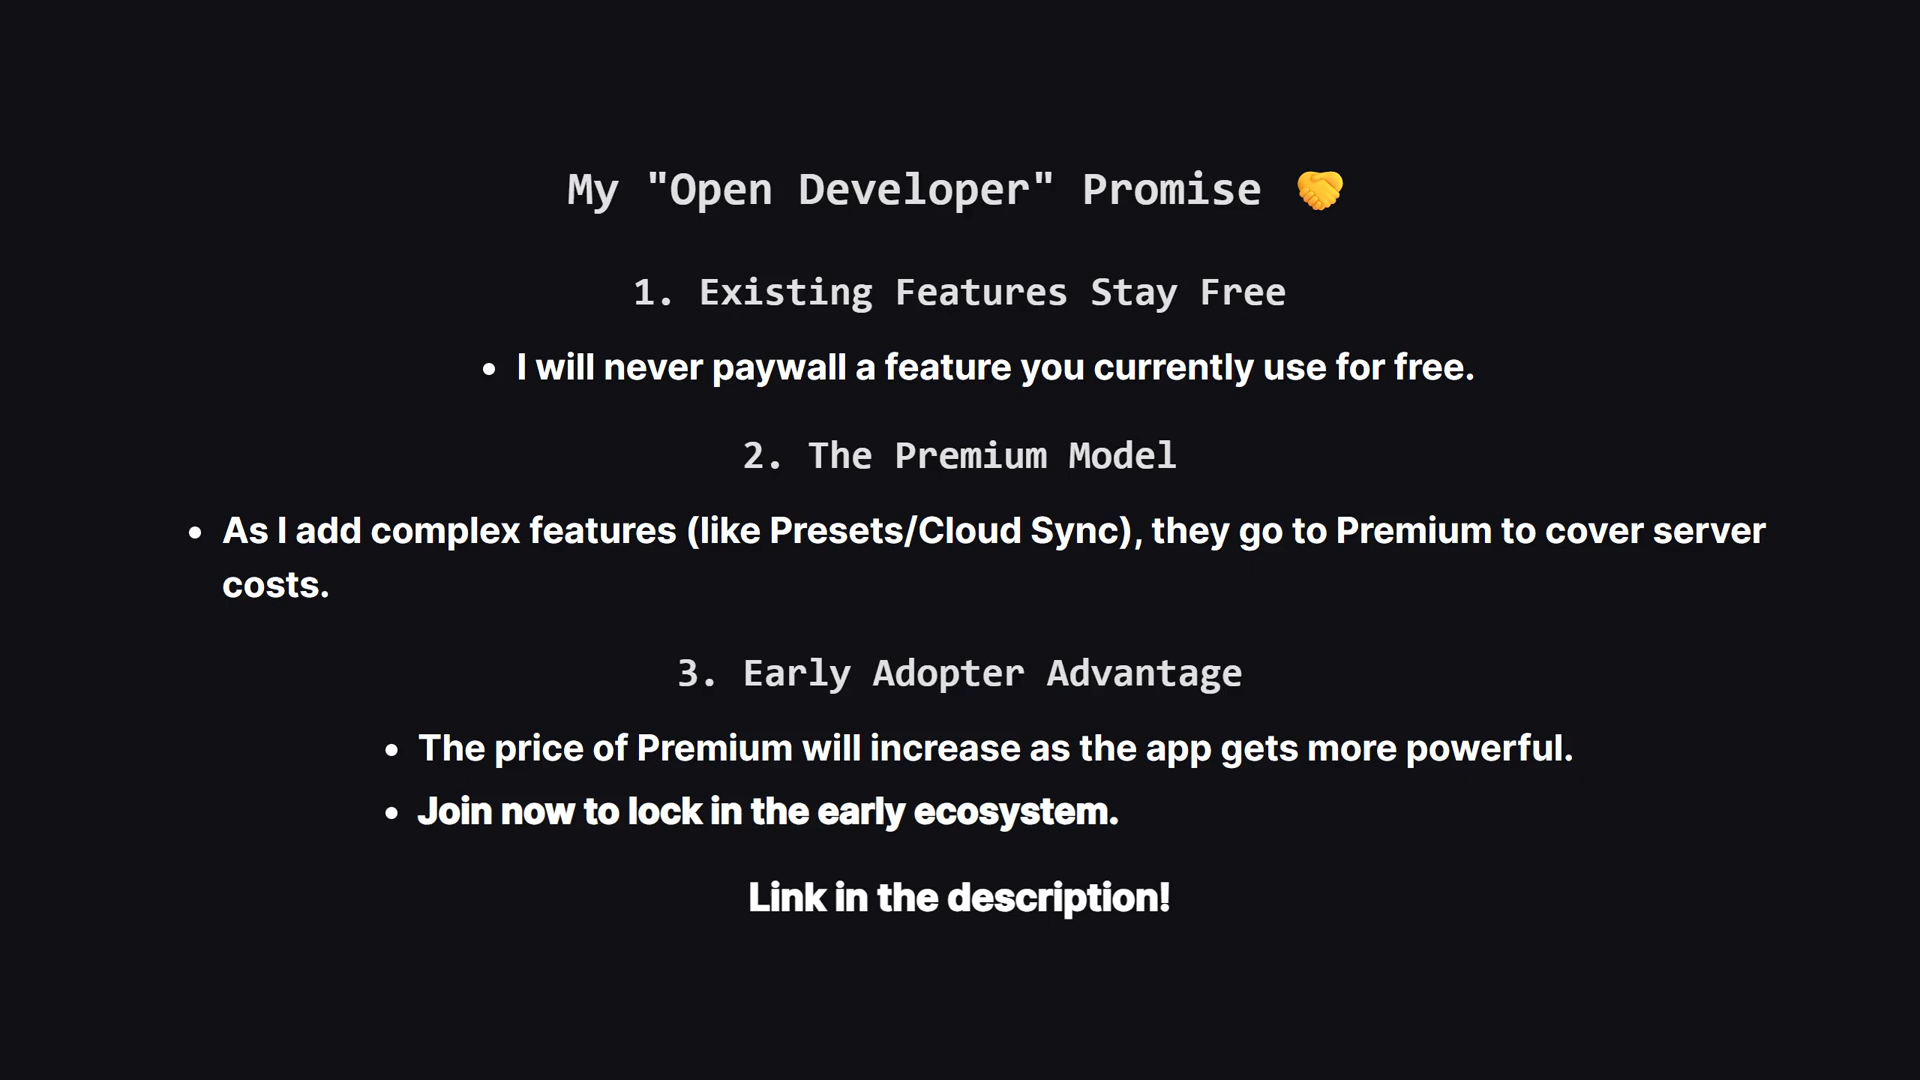 My "Open Developer" Promise 🤝
1. Existing Features Stay Free
• I will never paywall a feature you currently use for free.
2. The Premium Model
• As I add complex features (like Presets/Cloud Sync), they go to Premium to cover server
costs.
3. Early Adopter Advantage
• The price of Premium will increase as the app gets more powerful.
• Join now to lock in the early ecosystem.
Link in the description!